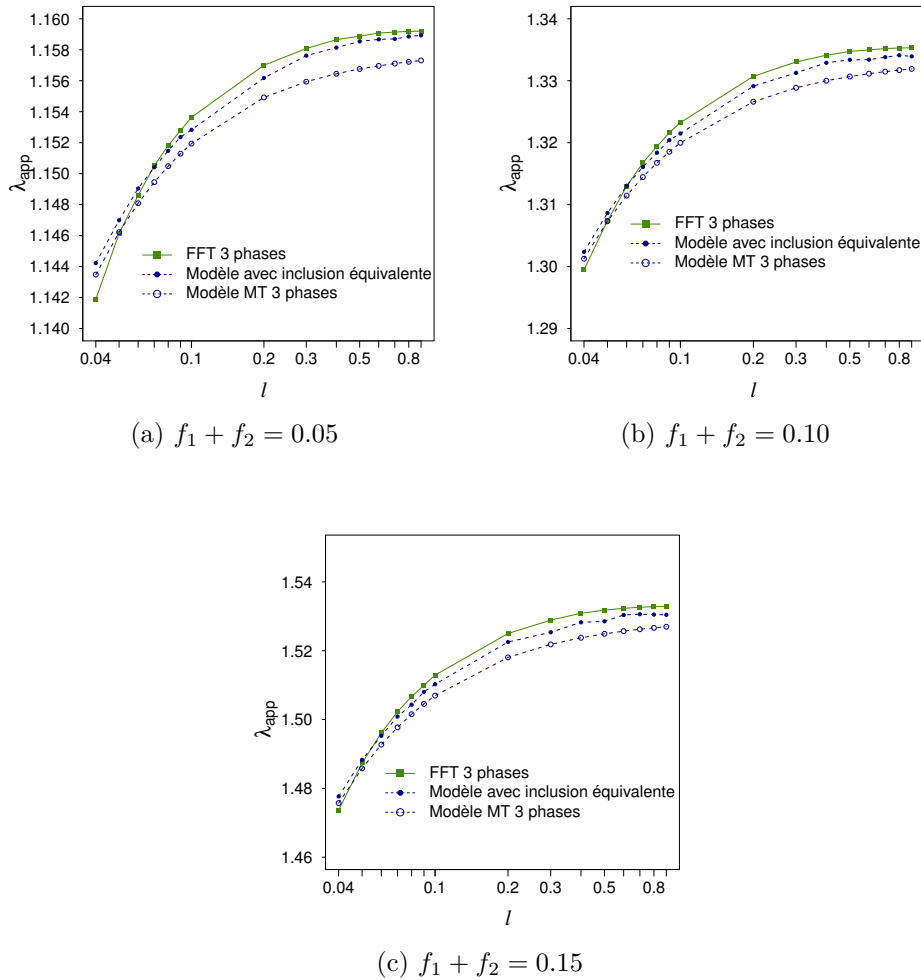 1.160
1.158
1.156
1.154
1.152
1.150
1.148
1.146
1.144
1.142
1.140
λapp
FFT 3 phases
Modèle avec inclusion équivalente
Modèle MT 3 phases
0.04 0.1 0.2 0.3 0.5 0.8
l
(a) f1 + f2 = 0.05
1.34
1.33
1.32
1.31
1.30
1.29
λapp
FFT 3 phases
Modèle avec inclusion équivalente
Modèle MT 3 phases
0.04 0.1 0.2 0.3 0.5 0.8
l
(b) f1 + f2 = 0.10
1.54
1.52
1.50
1.48
1.46
λapp
FFT 3 phases
Modèle avec inclusion équivalente
Modèle MT 3 phases
0.04 0.1 0.2 0.3 0.5 0.8
l
(c) f1 + f2 = 0.15